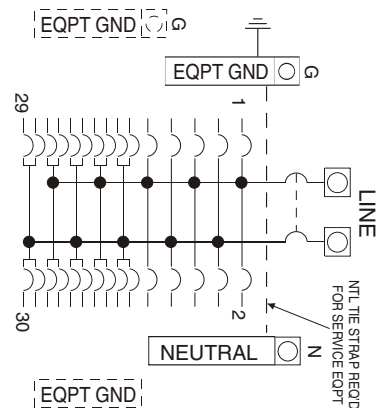 EQPT GND G
EQPT GND G
29
1
LINE
30
2
NTL TIE STRAP REQ'D
FOR SERVICE EQPT
NEUTRAL N
EQPT GND